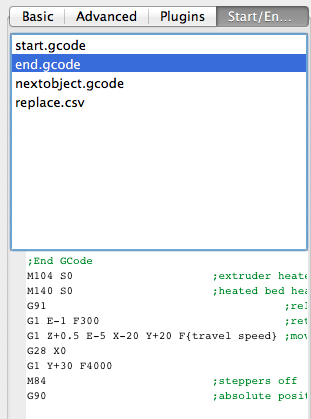 Basic Advanced Plugins Start/En...
start.gcode
end.gcode
nextobject.gcode
replace.csv
;End GCode
M104 S0 ;extruder heate
M140 S0 ;heated bed hea
G91 ;rel
G1 E-1 F300 ;ret
G1 Z+0.5 E-5 X-20 Y+20 F{travel speed} ;mov
G28 X0
G1 Y+30 F4000
M84 ;steppers off
G90 ;absolute posit